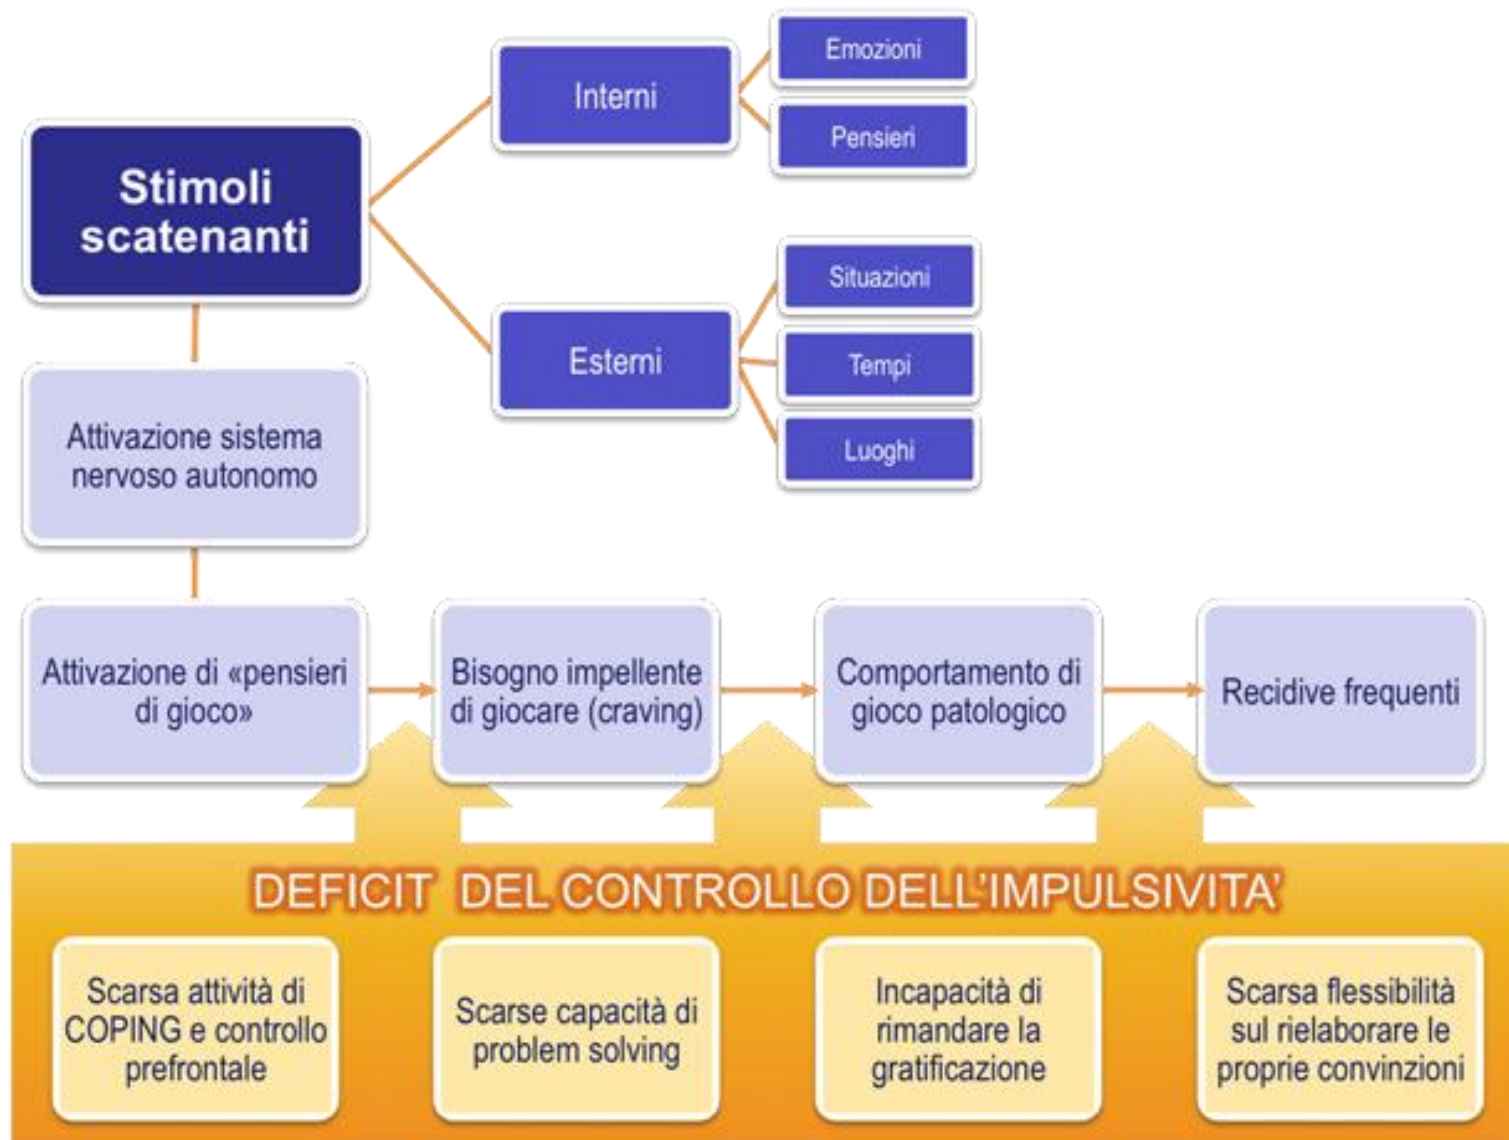 Emozioni
Interni
Pensieri
Stimoli
scatenanti
Situazioni
Esterni
Tempi
Luoghi
Attivazione sistema
nervoso autonomo
Attivazione di «pensieri
di gioco»
Bisogno impellente
di giocare (craving)
Comportamento di
gioco patologico
Recidive frequenti
DEFICIT DEL CONTROLLO DELL'IMPULSIVITA'
Scarsa attività di
COPING e controllo
prefrontale
Scarse capacità di
problem solving
Incapacità di
rimandare la
gratificazione
Scarsa flessibilità
sul rielaborare le
proprie convinzioni